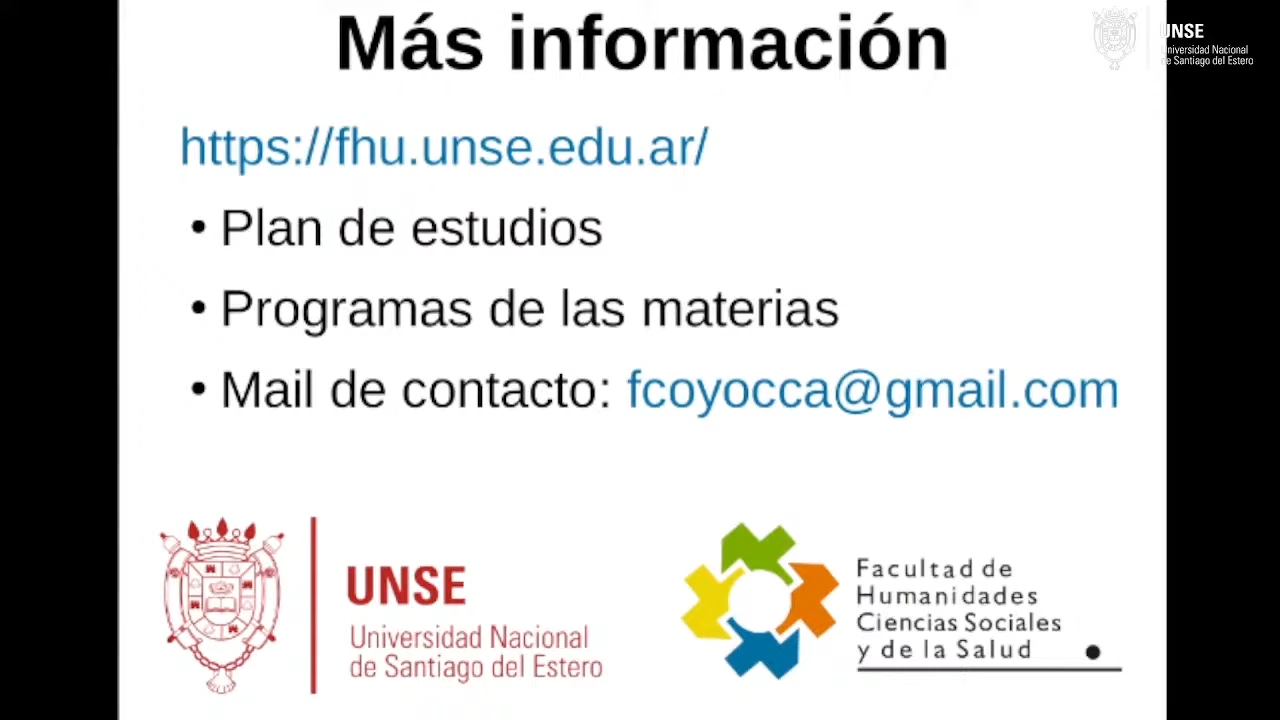 Más información
UNSE
Universidad Nacional
de Santiago del Estero
https://fhu.unse.edu.ar/
• Plan de estudios
• Programas de las materias
• Mail de contacto: fcoyocca@gmail.com
UNSE
Universidad Nacional
de Santiago del Estero
Facultad de
Humanidades
Ciencias Sociales
y de la Salud